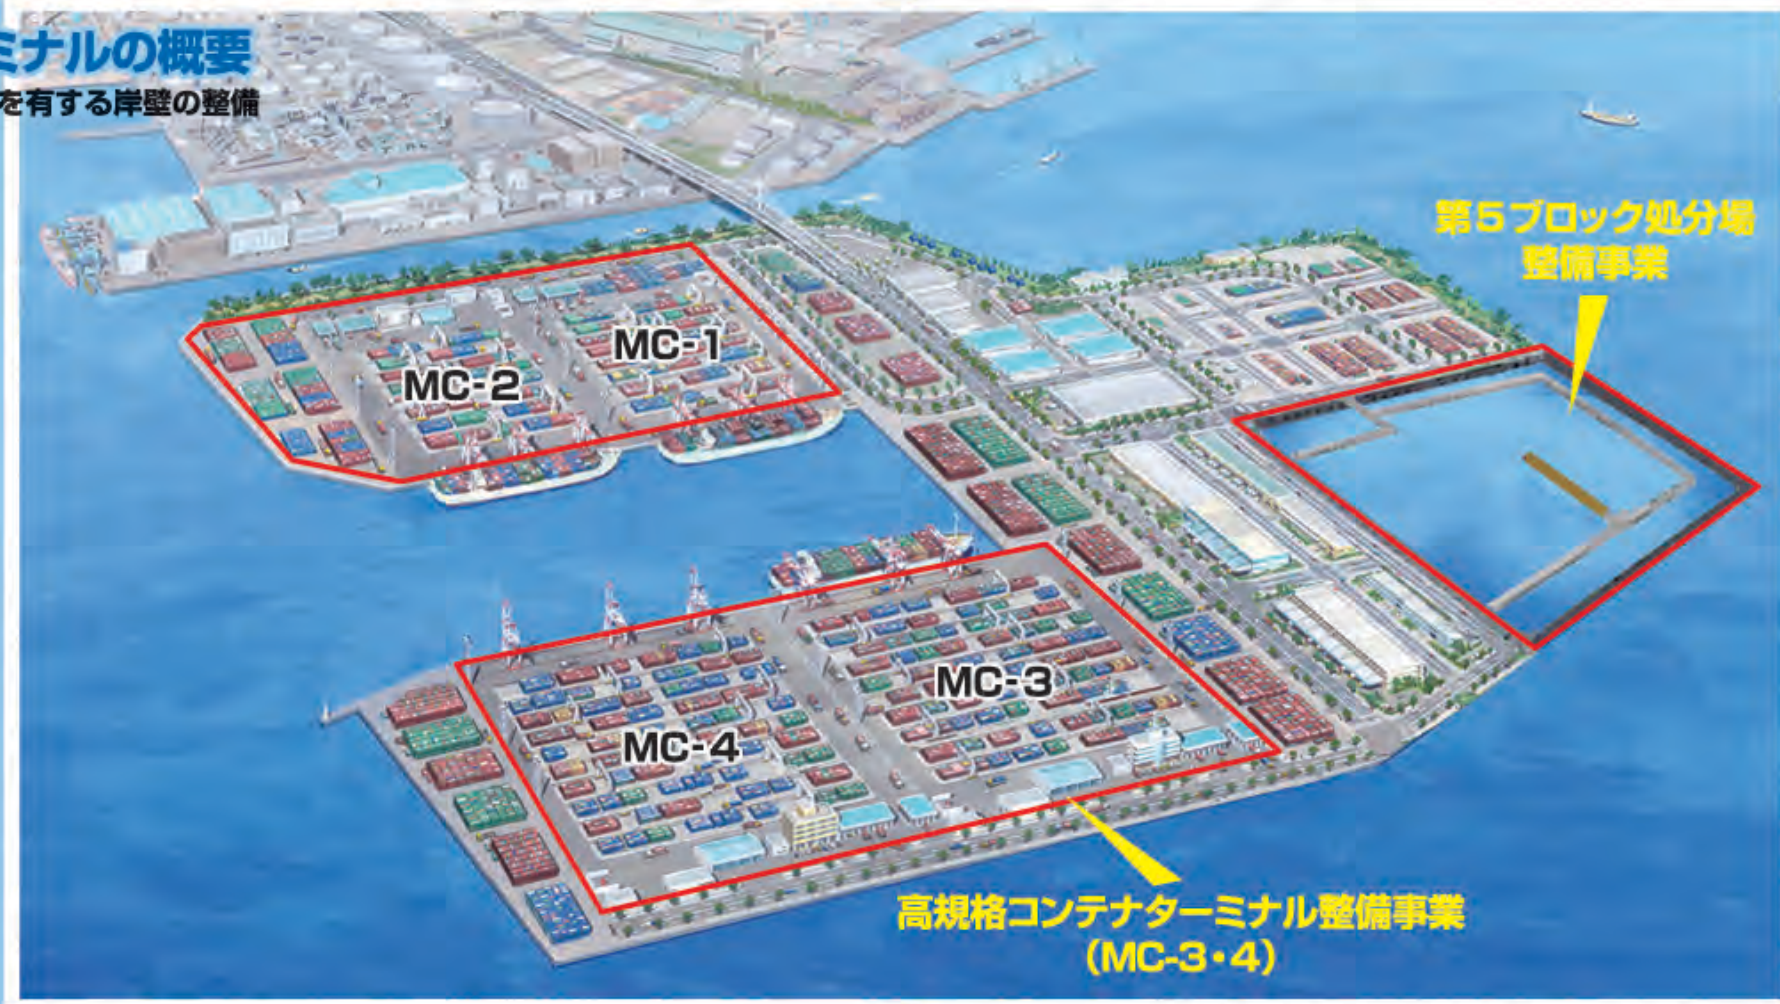 ミナルの概要
を有する岸壁の整備
第5ブロック処分場
整備事業
MC-1
MC-2
MC-3
MC-4
高規格コンテナターミナル整備事業
(MC-3・4)